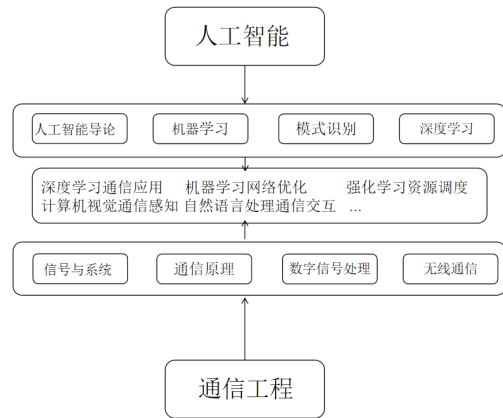 人工智能
人工智能导论 机器学习 模式识别 深度学习
深度学习通信应用 机器学习网络优化 强化学习资源调度
计算机视觉通信感知 自然语言处理通信交互 ...
信号与系统 通信原理 数字信号处理 无线通信
通信工程